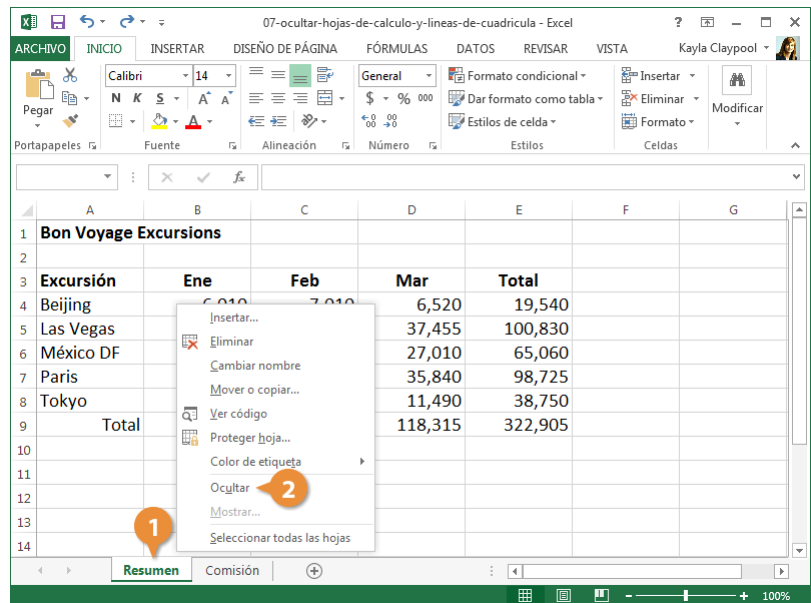 07-ocultar-hojas-de-calculo-y-lineas-de-cuadricula - Excel
ARCHIVO INICIO INSERTAR DISEÑO DE PÁGINA FÓRMULAS DATOS REVISAR VISTA Kayla Claypool
Pegar
Calibri 14
N K S A A
A
General
$ % 000
Formato condicional
Dar formato como tabla
Estilos de celda
Insertar
Eliminar
Formato
Modificar
Portapapeles Fuente Alineación Número Estilos Celdas
fx
A B C D E F G
1 Bon Voyage Excursions
2
3 Excursión Ene Feb Mar Total
4 Beijing 6,010 7,010 6,520 19,540
5 Las Vegas 37,455 100,830
6 México DF 27,010 65,060
7 Paris 35,840 98,725
8 Tokyo 11,490 38,750
9 Total 118,315 322,905
10
11
12
13
14
Insertar...
Eliminar
Cambiar nombre
Mover o copiar...
Ver código
Proteger hoja...
Color de etiqueta
Ocultar 2
Mostrar...
Seleccionar todas las hojas
1
Resumen Comisión
100%